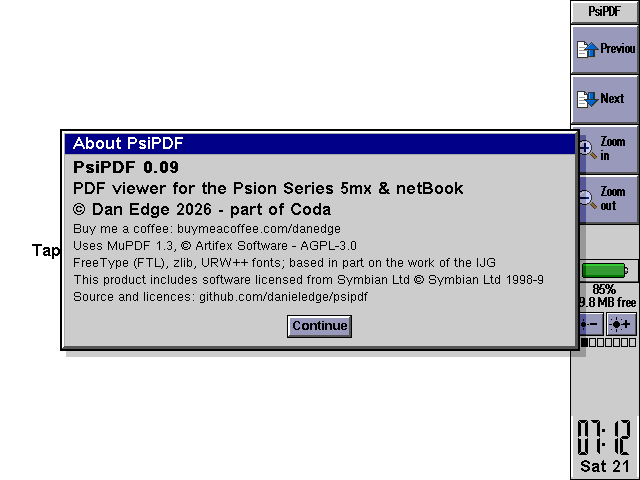 PsiPDF
Previou
Next
Zoom
in
Zoom
out
About PsiPDF
PsiPDF 0.09
PDF viewer for the Psion Series 5mx & netBook
© Dan Edge 2026 - part of Coda
Buy me a coffee: buymeacoffee.com/danedge
Uses MuPDF 1.3, © Artifex Software - AGPL-3.0
FreeType (FTL), zlib, URW++ fonts; based in part on the work of the IJG
This product includes software licensed from Symbian Ltd © Symbian Ltd 1998-9
Source and licences: github.com/danieledge/psipdf
Continue
Tap
85%
9.8 MB free
07:12
Sat 21